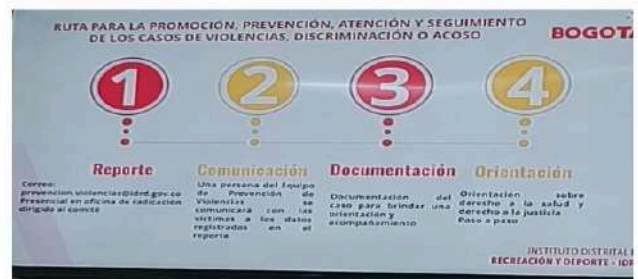 RUTA PARA LA PROMOCIÓN, PREVENCIÓN, ATENCIÓN Y SEGUIMIENTO
DE LOS CASOS DE VIOLENCIAS, DISCRIMINACIÓN O ACOSO
BOGOT
1
2
3
4
Reporte
Correo:
prevencion.violencias@idrd.gov.co
Presencial en oficina de radicación
dirigido al comité
Comunicación
Una persona del Equipo
de Prevención de
Violencias se
comunicará con las
víctimas a los datos
registrados en el
reporte
Documentación
Documentación del
caso para brindar una
orientación y
acompañamiento
Orientación
Orientación sobre
derecho a la salud y
derecho a la justicia
Paso a paso
INSTITUTO DISTRITAL
RECREACIÓN Y DEPORTE - IDR